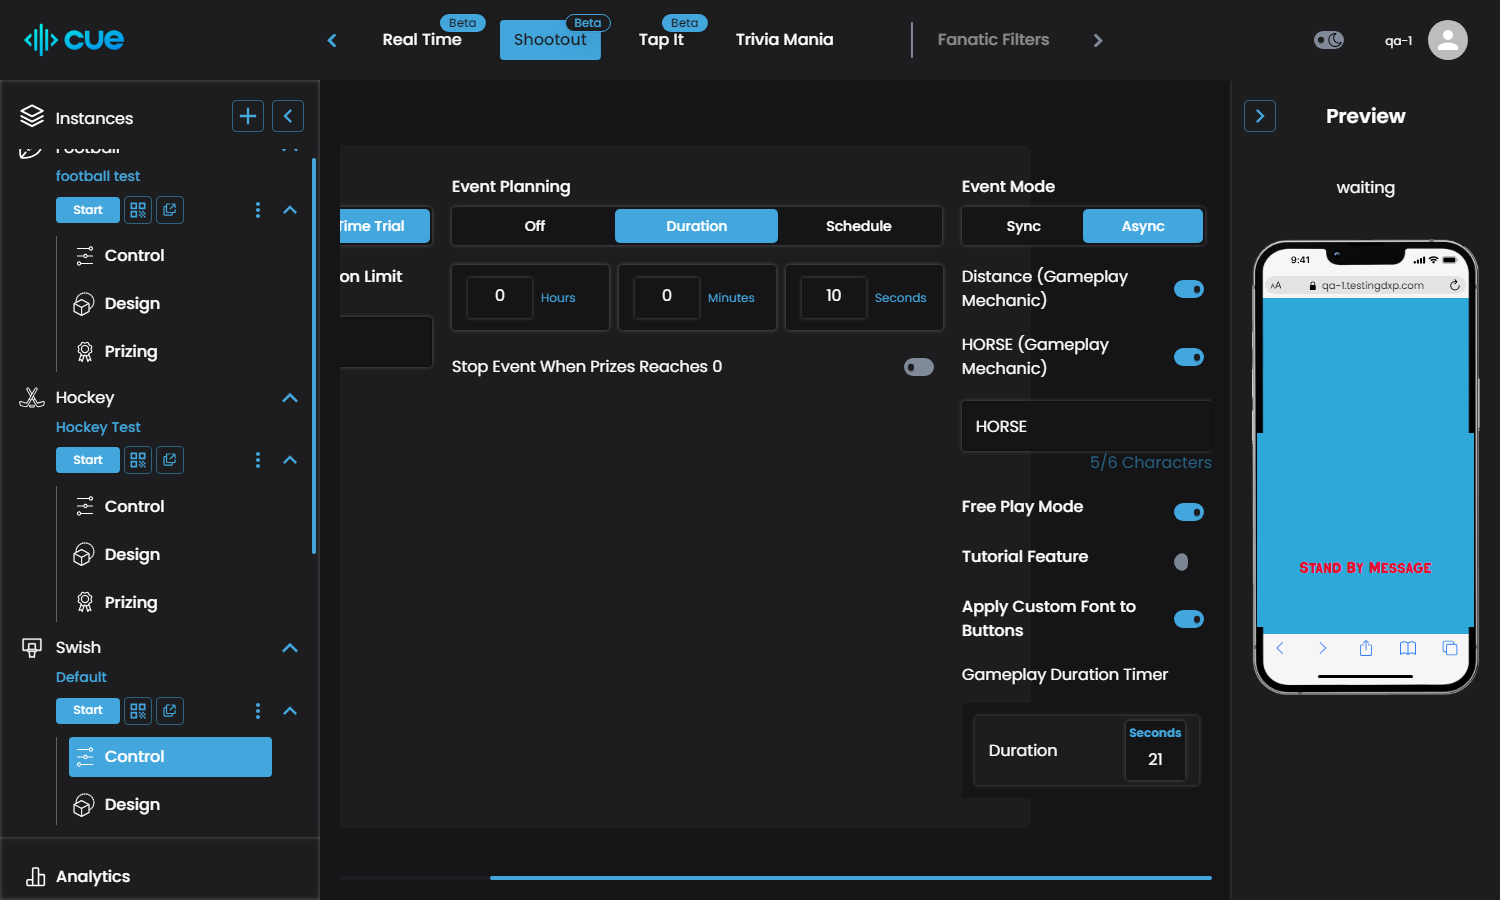 cue
Real Time
Beta
Shootout
Beta
Tap It
Beta
Trivia Mania
Fanatic Filters
qa-1
Instances
Football
football test
Start
Control
Design
Prizing
Hockey
Hockey Test
Start
Control
Design
Prizing
Swish
Default
Start
Control
Design
Analytics
Time Trial
on Limit
Event Planning
Off
Duration
Schedule
0 Hours
0 Minutes
10 Seconds
Stop Event When Prizes Reaches 0
Event Mode
Sync
Async
Distance (Gameplay
Mechanic)
HORSE (Gameplay
Mechanic)
HORSE
5/6 Characters
Free Play Mode
Tutorial Feature
Apply Custom Font to
Buttons
Gameplay Duration Timer
Duration
Seconds
21
Preview
waiting
9:41
AA
qa-1.testingdxp.com
Stand By Message